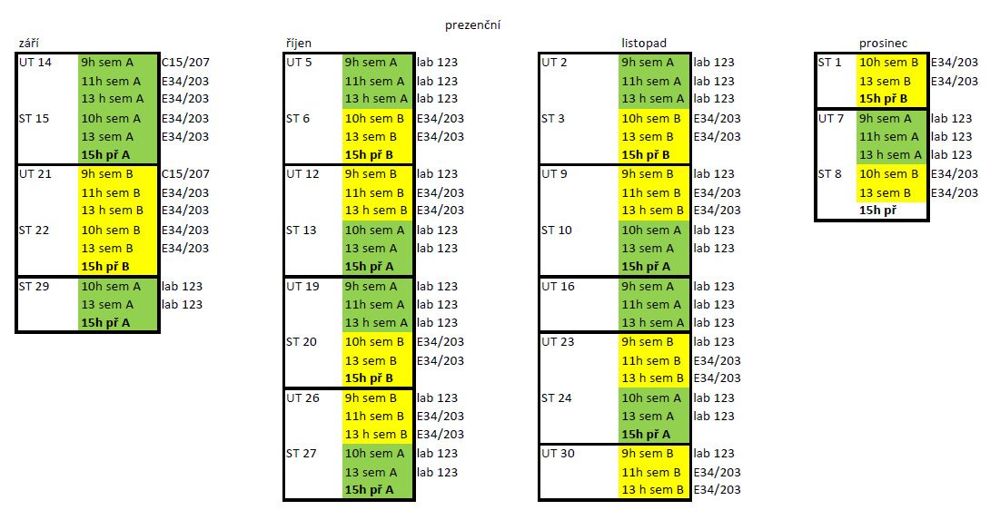 prezenční
září
UT 14 9h sem A C15/207
11h sem A E34/203
13 h sem A E34/203
ST 15 10h sem A E34/203
13 sem A E34/203
15h př A
UT 21 9h sem B C15/207
11h sem B E34/203
13 h sem B E34/203
ST 22 10h sem B E34/203
13 sem B E34/203
15h př B
ST 29 10h sem A lab 123
13 sem A lab 123
15h př A
říjen
UT 5 9h sem A lab 123
11h sem A lab 123
13 h sem A lab 123
ST 6 10h sem B E34/203
13 sem B E34/203
15h př B
UT 12 9h sem B lab 123
11h sem B E34/203
13 h sem B E34/203
ST 13 10h sem A lab 123
13 sem A lab 123
15h př A
UT 19 9h sem A lab 123
11h sem A lab 123
13 h sem A lab 123
ST 20 10h sem B E34/203
13 sem B E34/203
15h př B
UT 26 9h sem B lab 123
11h sem B E34/203
13 h sem B E34/203
ST 27 10h sem A lab 123
13 sem A lab 123
15h př A
listopad
UT 2 9h sem A lab 123
11h sem A lab 123
13 h sem A lab 123
ST 3 10h sem B E34/203
13 sem B E34/203
15h př B
UT 9 9h sem B lab 123
11h sem B E34/203
13 h sem B E34/203
ST 10 10h sem A lab 123
13 sem A lab 123
15h př A
UT 16 9h sem A lab 123
11h sem A lab 123
13 h sem A lab 123
UT 23 9h sem B lab 123
11h sem B E34/203
13 h sem B E34/203
ST 24 10h sem A lab 123
13 sem A lab 123
15h př A
UT 30 9h sem B lab 123
11h sem B E34/203
13 h sem B E34/203
prosinec
ST 1 10h sem B E34/203
13 sem B E34/203
15h př B
UT 7 9h sem A lab 123
11h sem A lab 123
13 h sem A lab 123
ST 8 10h sem B E34/203
13 sem B E34/203
15h př